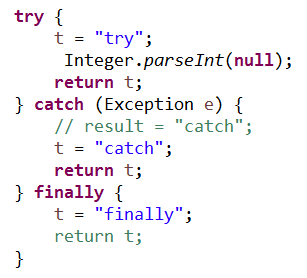 try {
    t = "try";
     Integer.parseInt(null);
    return t;
} catch (Exception e) {
    // result = "catch";
    t = "catch";
    return t;
} finally {
    t = "finally";
    return t;
}